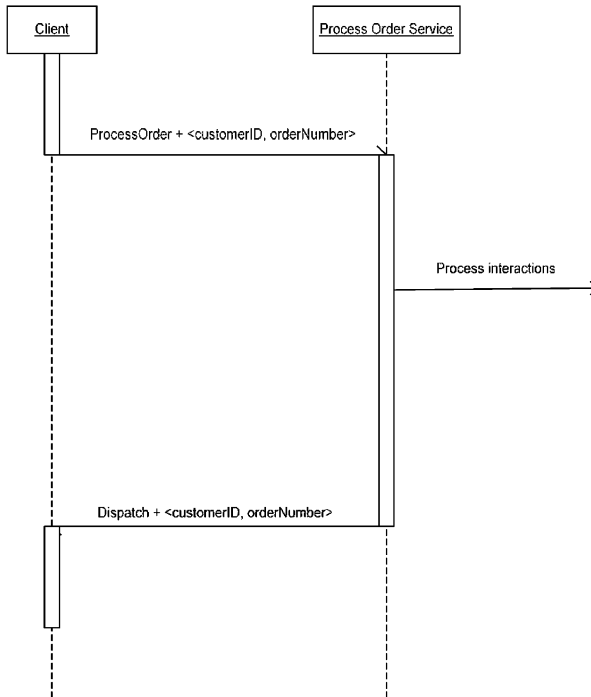 Client
Process Order Service
ProcessOrder + <customerID, orderNumber>
Process interactions
Dispatch + <customerID, orderNumber>